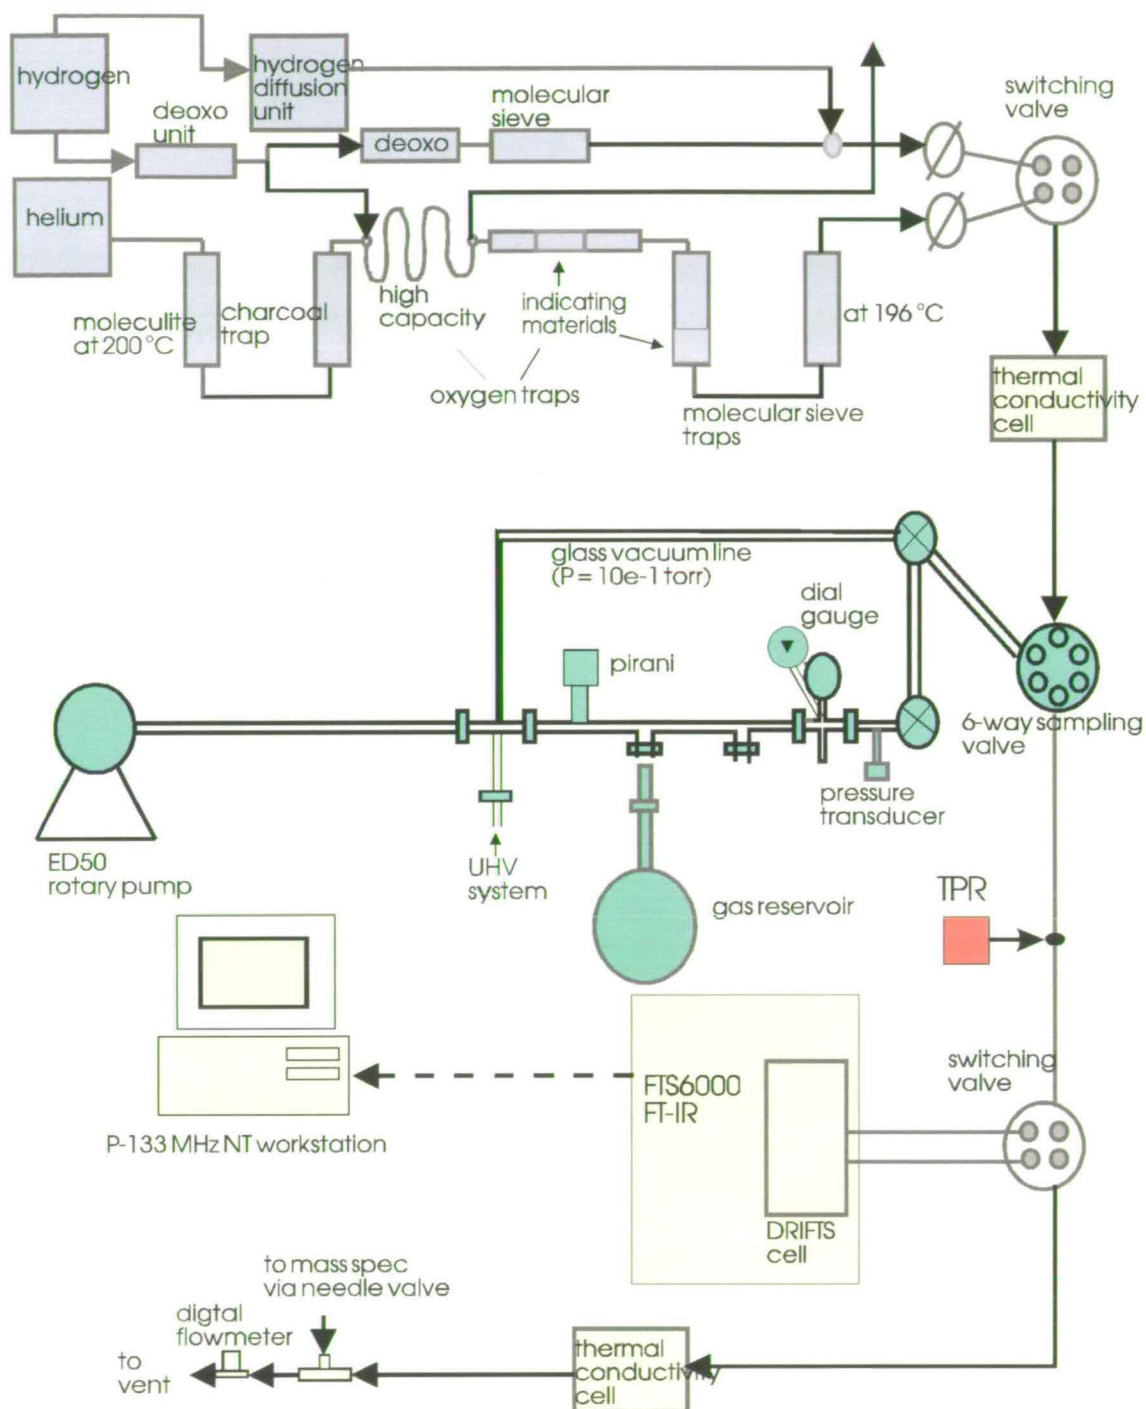 hydrogen
hydrogen
diffusion
unit
deoxo
unit
deoxo
molecular
sieve
switching
valve
helium
moleculite
at 200 °C
charcoal
trap
high
capacity
indicating
materials
at 196 °C
oxygen traps
molecular sieve
traps
thermal
conductivity
cell
glass vacuum line
(P = 10e-1 torr)
dial
gauge
pirani
6-way sampling
valve
pressure
transducer
ED50
rotary pump
UHV
system
gas reservoir
TPR
switching
valve
FTS6000
FT-IR
P-133 MHz NT workstation
DRIFTS
cell
to mass spec
via needle valve
digtal
flowmeter
to
vent
thermal
conductivity
cell